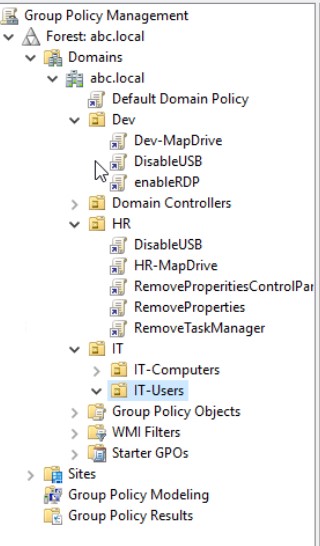 Group Policy Management
Forest: abc.local
Domains
abc.local
Default Domain Policy
Dev
Dev-MapDrive
DisableUSB
enableRDP
Domain Controllers
HR
DisableUSB
HR-MapDrive
RemoveProperitiesControlPar
RemoveProperties
RemoveTaskManager
IT
IT-Computers
IT-Users
Group Policy Objects
WMI Filters
Starter GPOs
Sites
Group Policy Modeling
Group Policy Results